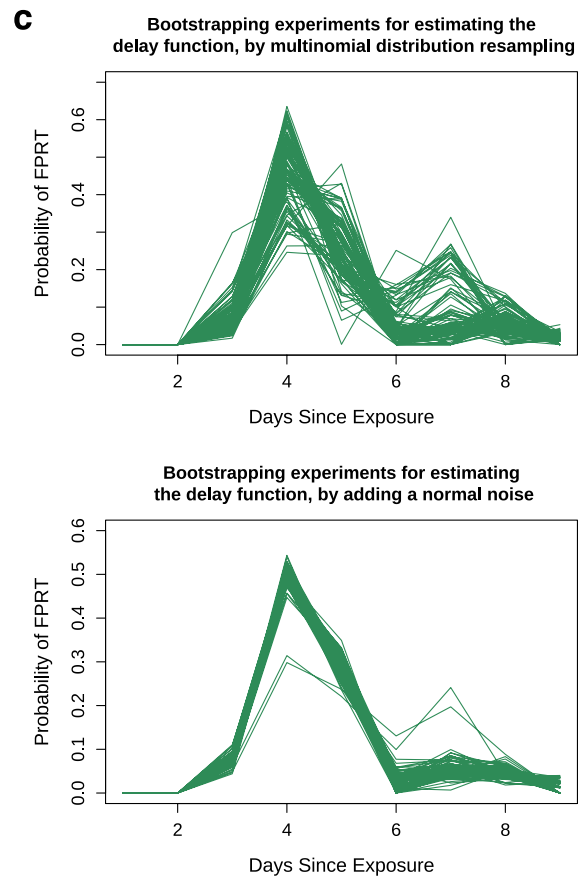 c
Bootstrapping experiments for estimating the
delay function, by multinomial distribution resampling
Probability of FPRT
0.6
0.4
0.2
0.0
2 4 6 8
Days Since Exposure
Bootstrapping experiments for estimating
the delay function, by adding a normal noise
Probability of FPRT
0.6
0.5
0.4
0.3
0.2
0.1
0.0
2 4 6 8
Days Since Exposure